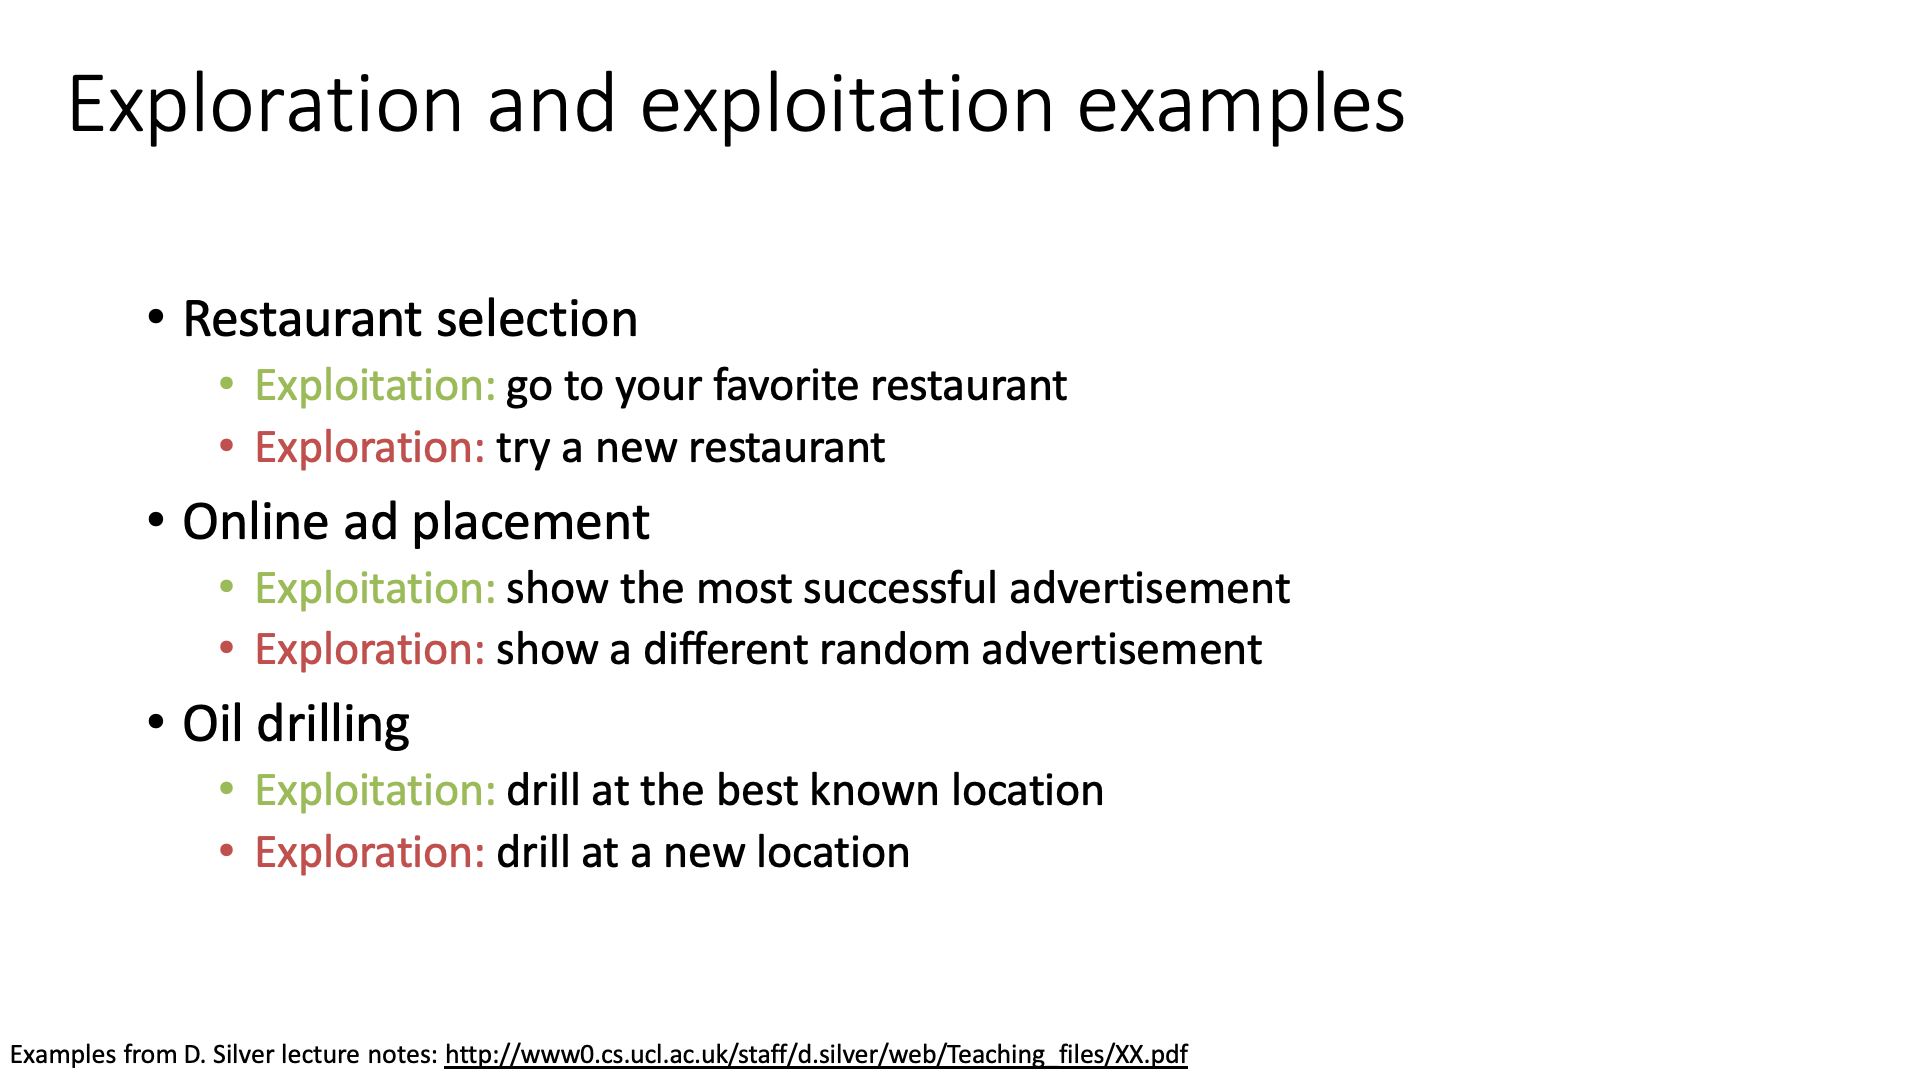 Exploration and exploitation examples
• Restaurant selection
• Exploitation: go to your favorite restaurant
• Exploration: try a new restaurant
• Online ad placement
• Exploitation: show the most successful advertisement
• Exploration: show a different random advertisement
• Oil drilling
• Exploitation: drill at the best known location
• Exploration: drill at a new location
Examples from D. Silver lecture notes: http://www0.cs.ucl.ac.uk/staff/d.silver/web/Teaching_files/XX.pdf